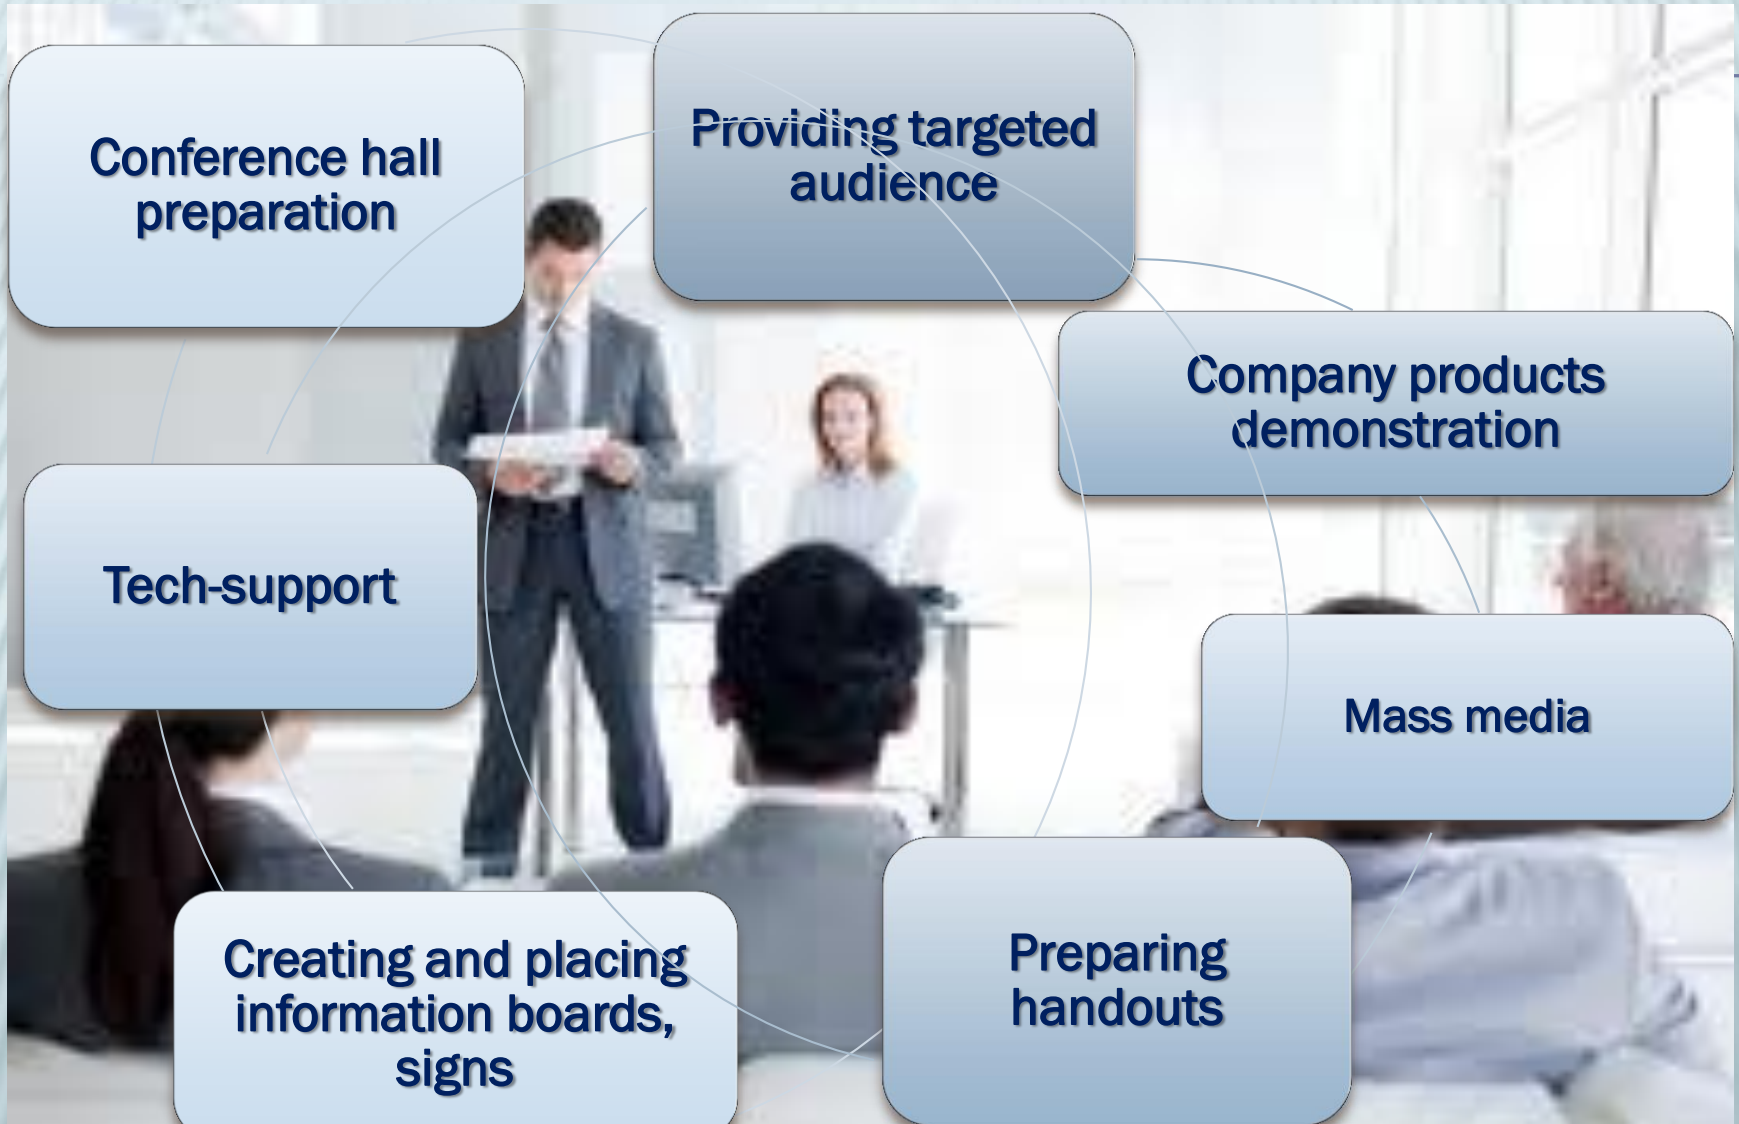 Conference hall
preparation
Providing targeted
audience
Company products
demonstration
Tech-support
Mass media
Creating and placing
information boards,
signs
Preparing
handouts